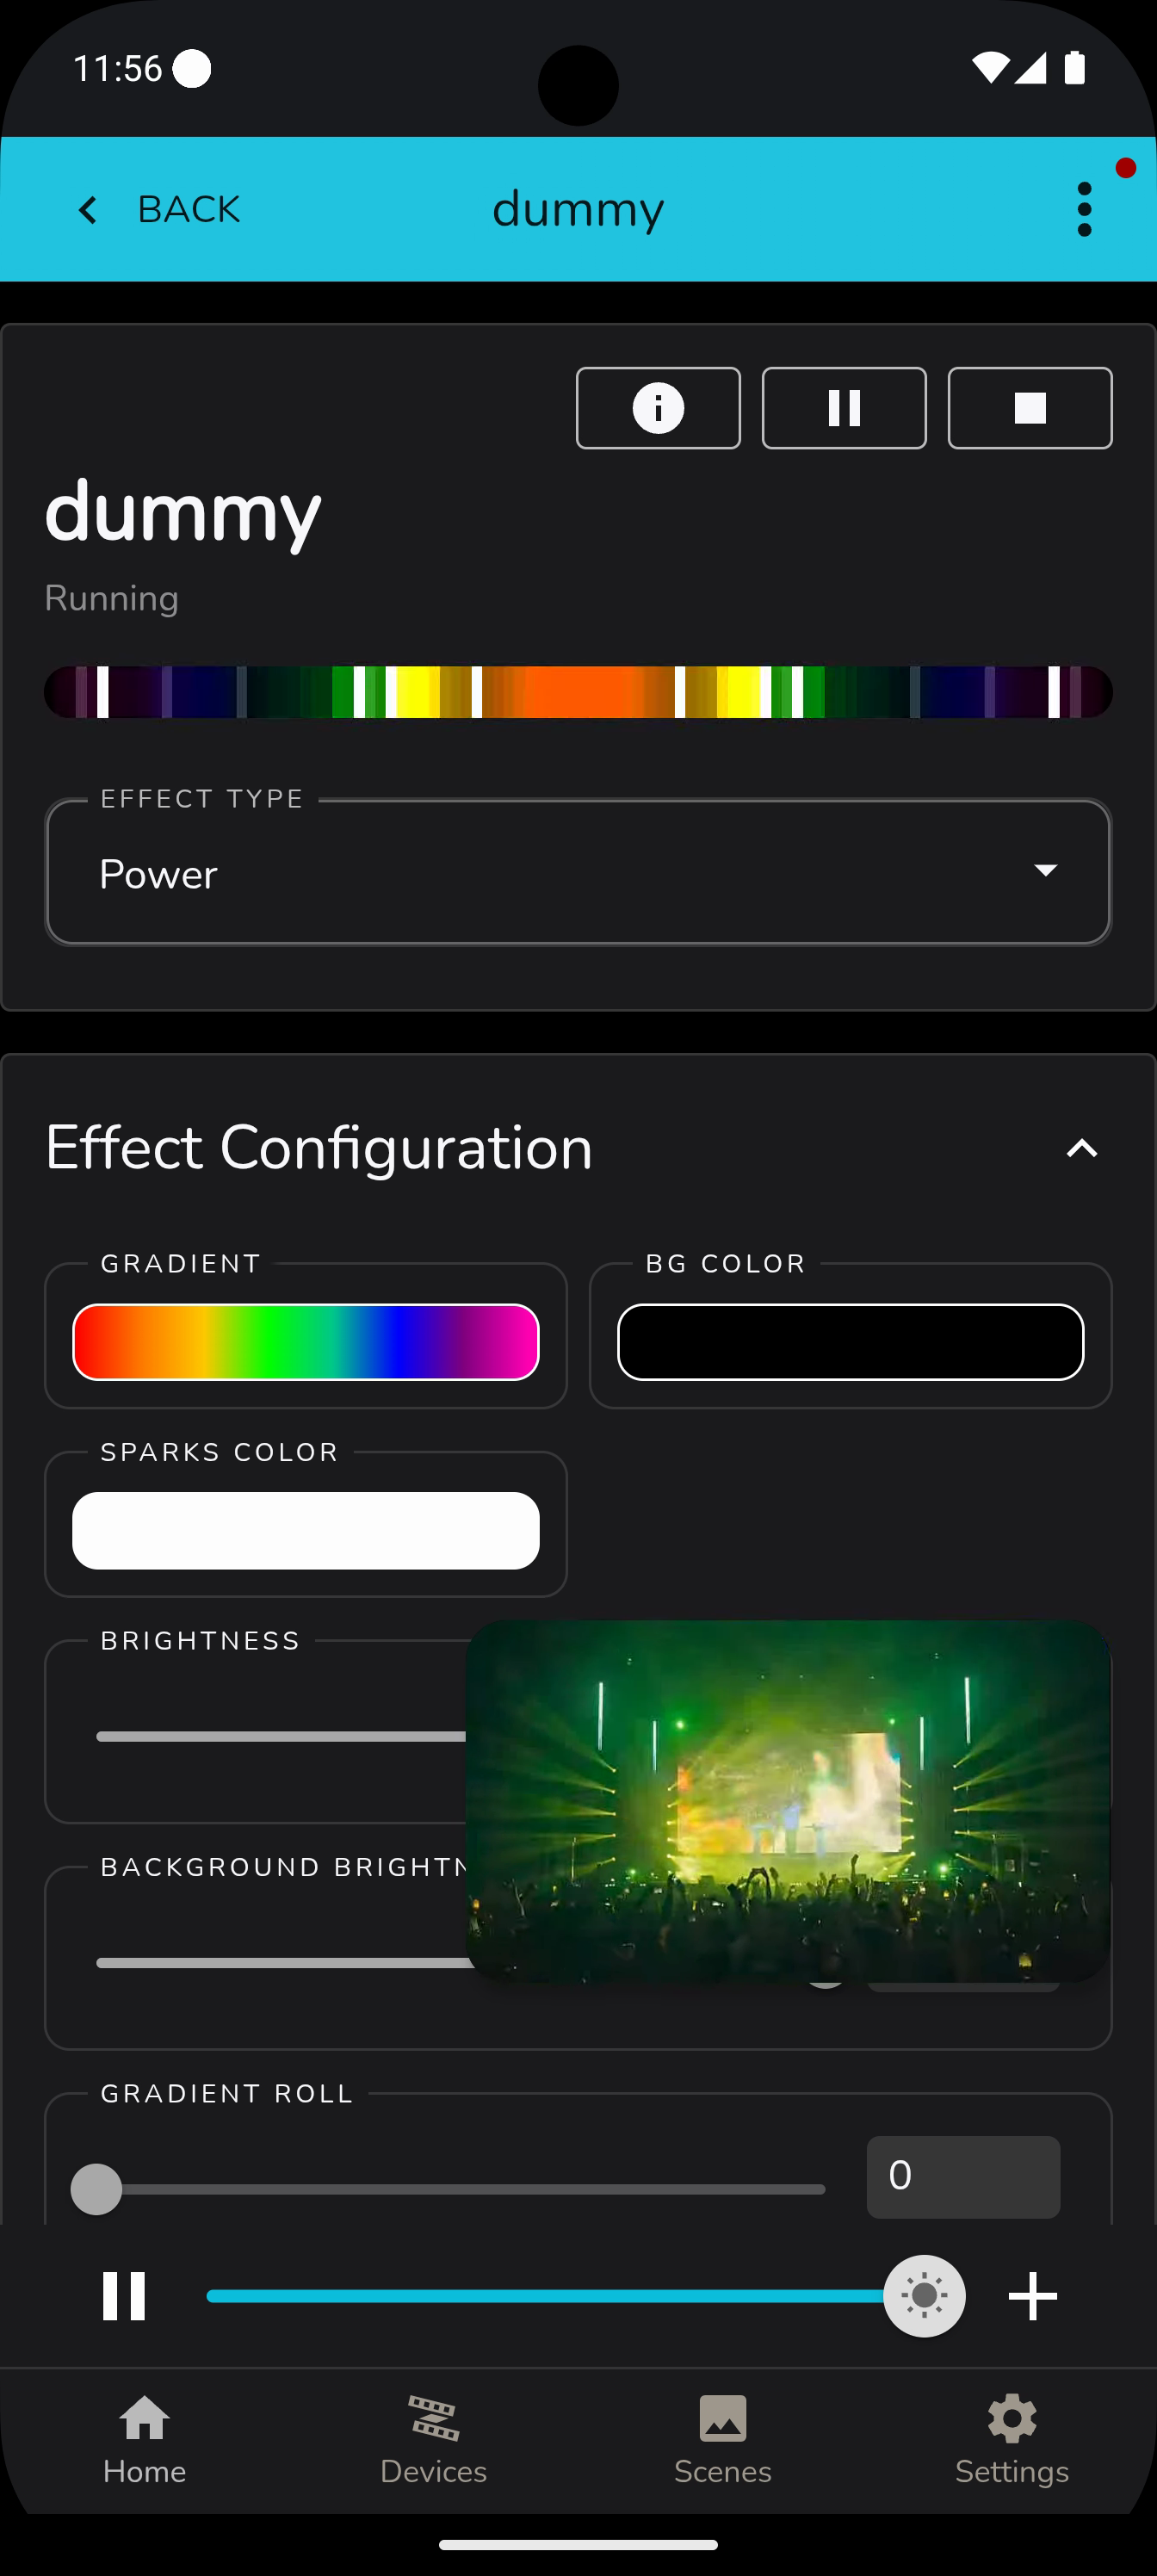 11:56
BACK
dummy
dummy
Running
EFFECT TYPE
Power
Effect Configuration
GRADIENT
BG COLOR
SPARKS COLOR
BRIGHTNESS
BACKGROUND BRIGHTN
GRADIENT ROLL
0
Home
Devices
Scenes
Settings